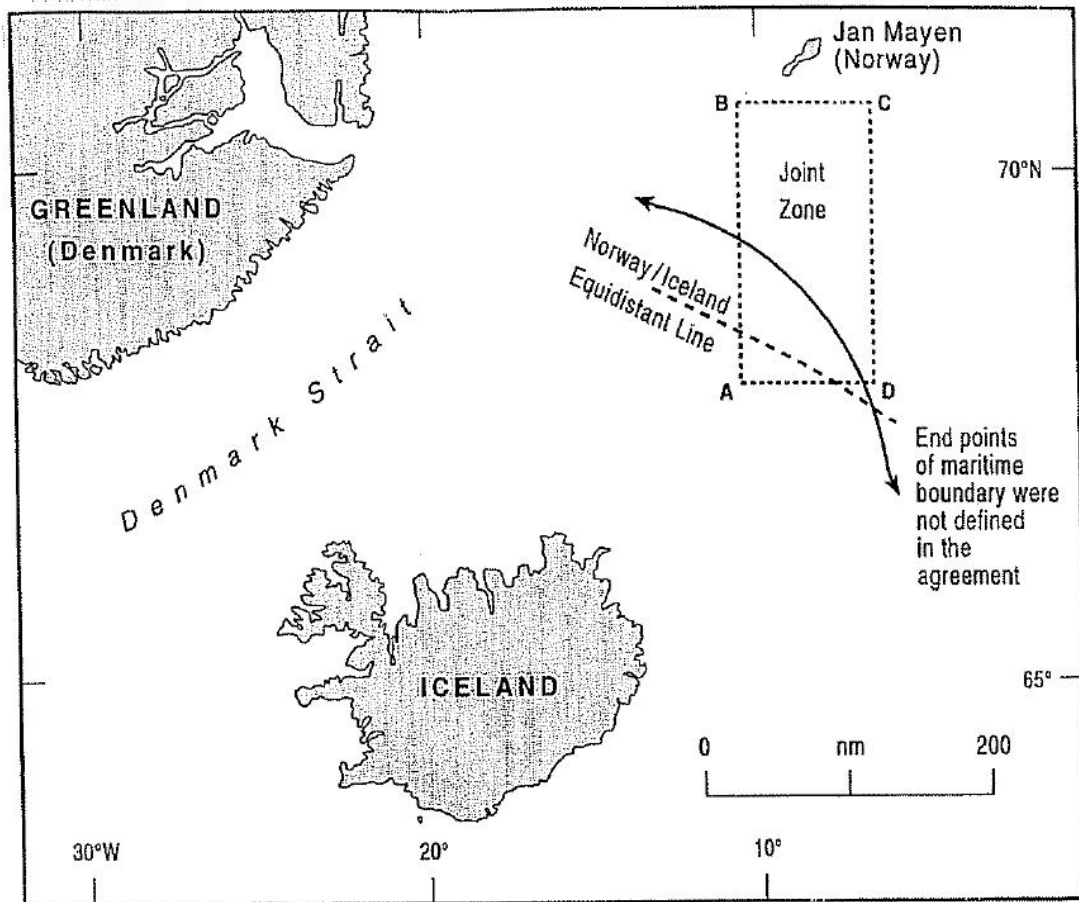 Jan Mayen
(Norway)
B
C
Joint
Zone
70°N
GREENLAND
(Denmark)
Norway/Iceland
Equidistant Line
A
D
Denmark Strait
End points
of maritime
boundary were
not defined
in the
agreement
ICELAND
65°
0
nm
200
30°W
20°
10°